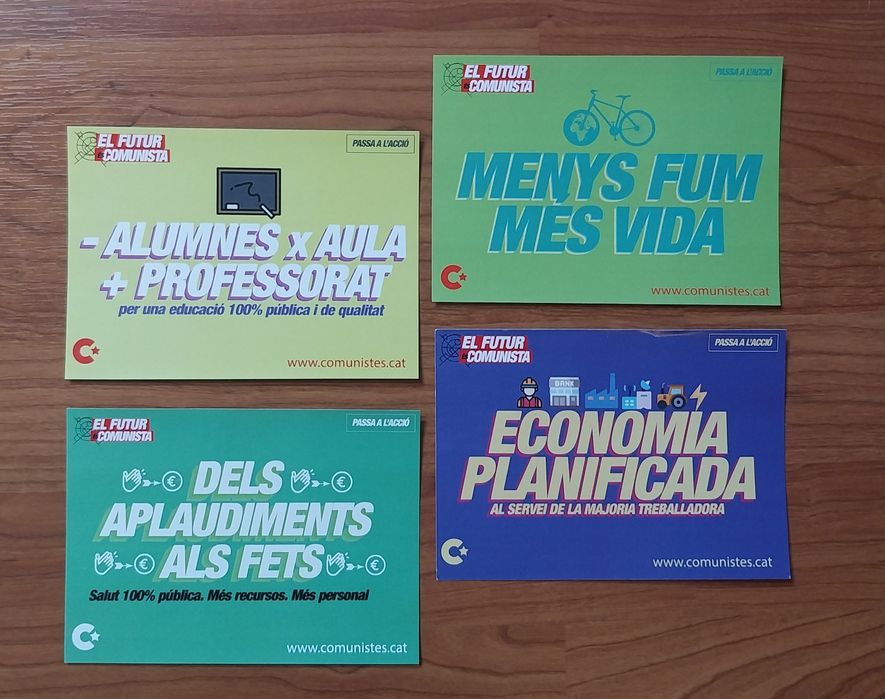 EL FUTUR
ÉS COMUNISTA
PASSA A L'ACCIÓ
- ALUMNES x AULA
+ PROFESSORAT
per una educació 100% pública i de qualitat
www.comunistes.cat
EL FUTUR
ÉS COMUNISTA
PASSA A L'ACCIÓ
MENYS FUM
MÉS VIDA
www.comunistes.cat
EL FUTUR
ÉS COMUNISTA
PASSA A L'ACCIÓ
DELS
APLAUDIMENTS
ALS FETS
Salut 100% pública. Més recursos. Més personal
www.comunistes.cat
EL FUTUR
ÉS COMUNISTA
PASSA A L'ACCIÓ
BANK
ECONOMIA
PLANIFICADA
AL SERVEI DE LA MAJORIA TREBALLADORA
www.comunistes.cat